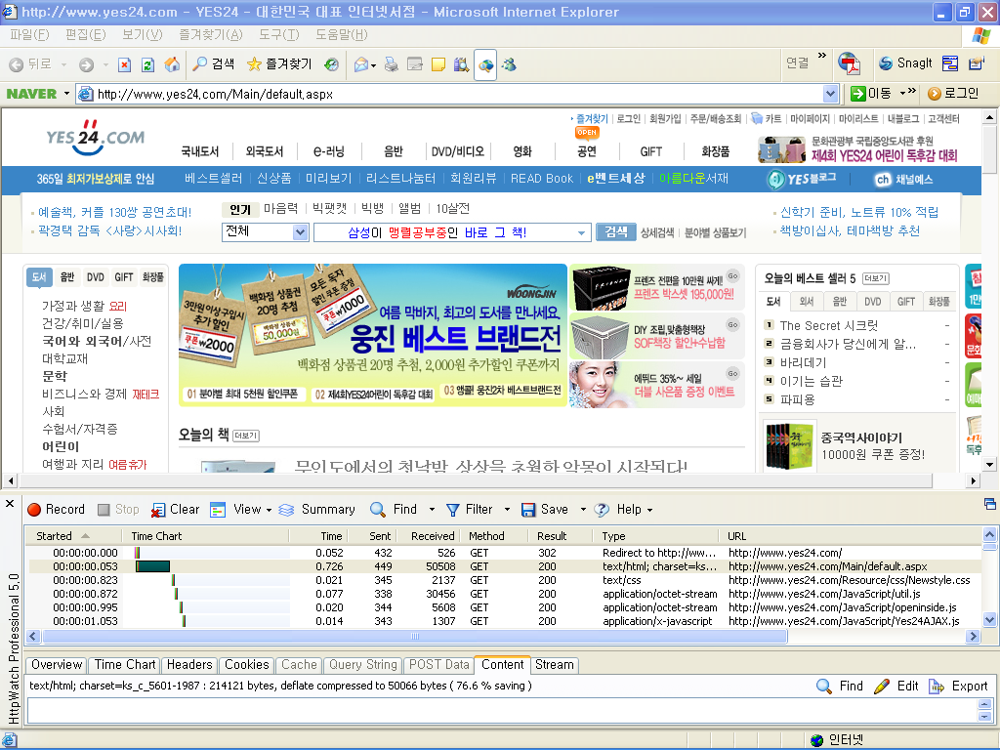 http://www.yes24.com - YES24 - 대한민국 대표 인터넷서점 - Microsoft Internet Explorer
파일(F) 편집(E) 보기(V) 즐겨찾기(A) 도구(T) 도움말(H)
뒤로 검색 즐겨찾기 연결 » SnagIt
NAVER http://www.yes24.com/Main/default.aspx 이동 » 로그인
즐겨찾기 | 로그인 | 회원가입 | 주문/배송조회 | 카트 | 마이페이지 | 마이리스트 | 내블로그 | 고객센터
YES24.COM
OPEN
국내도서 외국도서 e-러닝 음반 DVD/비디오 영화 공연 GIFT 화장품
문화관광부 국립중앙도서관 후원
제4회 YES24 어린이 독후감 대회
365일 최저가보상제로 안심 베스트셀러 신상품 미리보기 리스트나눔터 회원리뷰 READ Book e벤트세상 아름다운서재 YES블로그 ch 채널예스
예술책, 커플 130쌍 공연초대!
곽경택 감독 <사랑>시사회!
인기 마음력 | 빅팻캣 | 빅뱅 | 앨범 | 10살전
전체 삼성이 맹렬공부중인 바로 그 책! 검색 상세검색 | 분야별 상품보기
신학기 준비, 노트류 10% 적립
책방이십사, 테마책방 추천
도서 음반 DVD GIFT 화장품
가정과 생활 요리
건강/취미/실용
국어와 외국어/사전
대학교재
문학
비즈니스와 경제 재테크
사회
수험서/자격증
어린이
여행과 지리 여름휴가
3만원이상구입시
추가 할인
쿠폰₩2000
백화점 상품권
20명 추첨
백화점 상품권
50,000원
모든 독자
할인 쿠폰 증정
쿠폰₩1000
WOONGJIN
여름 막바지, 최고의 도서를 만나세요.
웅진 베스트 브랜드전
백화점 상품권 20명 추첨, 2,000원 추가할인 쿠폰까지
01 분야별 최대 5천원 할인쿠폰 02 제4회YES24어린이 독후감 대회 03 앵콜! 웅진2차 베스트브랜드전
FRIENDS
프렌즈 전편을 10만원 싸게! Go
프렌즈 박스셋 195,000원!
DIY 조립,맞춤형책장 Go
SOF책장 할인+수납함
에뛰드 35%~ 세일 Go
더블 사은품 증정 이벤트
오늘의 책 더보기
무인도에서의 첫날밤, 상상을 초월한 악몽이 시작된다!
오늘의 베스트 셀러 5 더보기
도서 외서 음반 DVD GIFT 화장품
1 The Secret 시크릿 -
2 금융회사가 당신에게 알... -
3 바리데기 -
4 이기는 습관 -
5 파피용 -
중국역사이야기
10000원 쿠폰 증정!
Record Stop Clear View Summary Find Filter Save Help
Started Time Chart Time Sent Received Method Result Type URL
00:00:00.000 0.052 432 526 GET 302 Redirect to http://ww... http://www.yes24.com/
00:00:00.053 0.726 449 50508 GET 200 text/html; charset=ks... http://www.yes24.com/Main/default.aspx
00:00:00.823 0.021 345 2137 GET 200 text/css http://www.yes24.com/Resource/css/Newstyle.css
00:00:00.872 0.077 338 30456 GET 200 application/octet-stream http://www.yes24.com/JavaScript/util.js
00:00:00.995 0.020 344 5608 GET 200 application/octet-stream http://www.yes24.com/JavaScript/openinside.js
00:00:01.053 0.014 343 1307 GET 200 application/x-javascript http://www.yes24.com/JavaScript/Yes24AJAX.js
HttpWatch Professional 5.0
Overview Time Chart Headers Cookies Cache Query String POST Data Content Stream
text/html; charset=ks_c_5601-1987 : 214121 bytes, deflate compressed to 50066 bytes ( 76.6 % saving ) Find Edit Export
인터넷